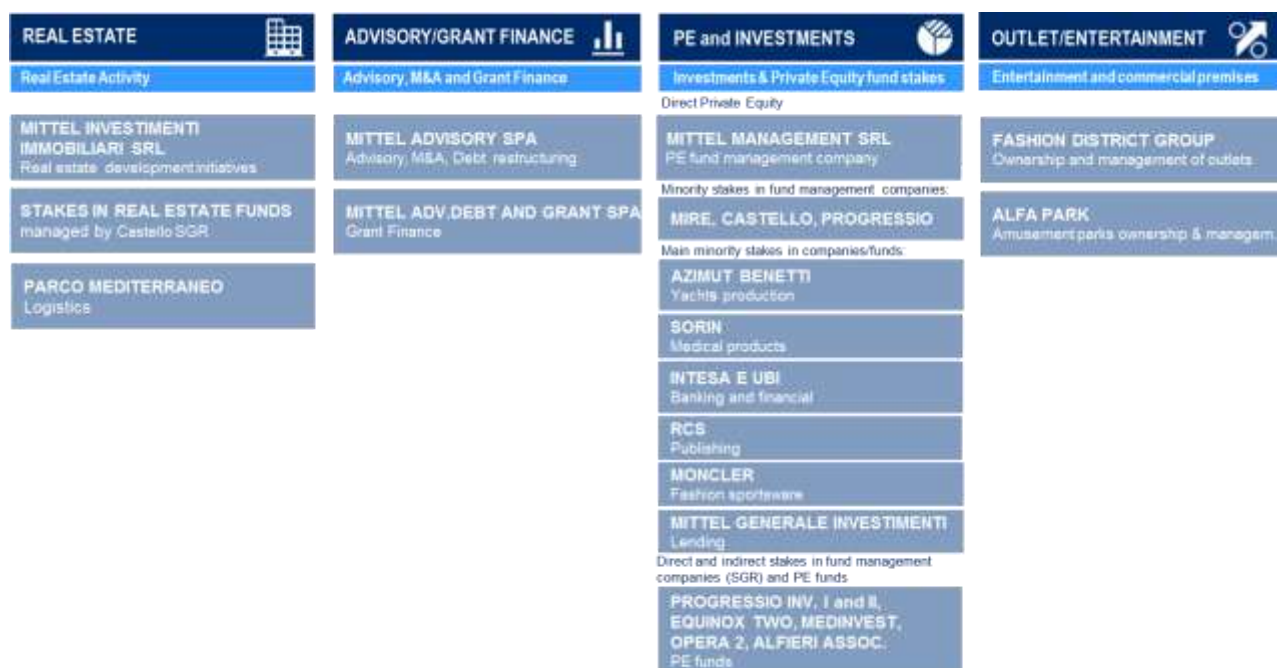 REAL ESTATE
Real Estate Activity
MITTEL INVESTIMENTI
IMMOBILIARI SRL
Real estate development initiatives
STAKES IN REAL ESTATE FUNDS
managed by Castello SGR
PARCO MEDITERRANEO
Logistics
ADVISORY/GRANT FINANCE
Advisory, M&A and Grant Finance
MITTEL ADVISORY SPA
Advisory, M&A, Debt restructuring
MITTEL ADV.DEBT AND GRANT SPA
Grant Finance
PE and INVESTMENTS
Investments & Private Equity fund stakes
Direct Private Equity
MITTEL MANAGEMENT SRL
PE fund management company
Minority stakes in fund management companies:
MIRE, CASTELLO, PROGRESSIO
Main minority stakes in companies/funds:
AZIMUT BENETTI
Yachts production
SORIN
Medical products
INTESA E UBI
Banking and financial
RCS
Publishing
MONCLER
Fashion sportsware
MITTEL GENERALE INVESTIMENTI
Lending
Direct and indirect stakes in fund management
companies (SGR) and PE funds
PROGRESSIO INV. I and II,
EQUINOX TWO, MEDINVEST,
OPERA 2, ALFIERI ASSOC.
PE funds
OUTLET/ENTERTAINMENT
Entertainment and commercial premises
FASHION DISTRICT GROUP
Ownership and management of outlets
ALFA PARK
Amusement parks ownership & managem.